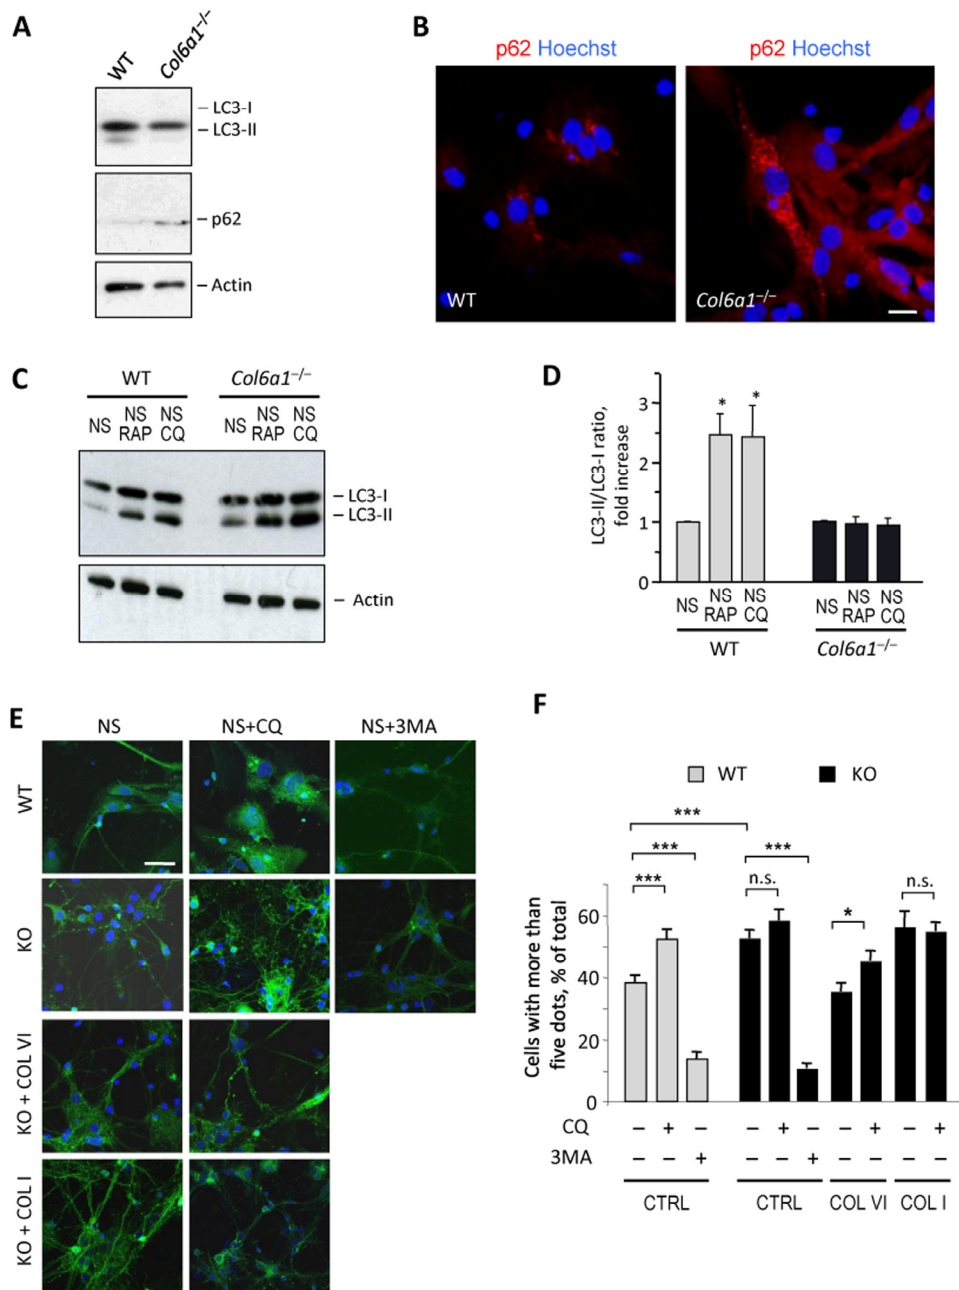 A
WT
Col6a1–/–
LC3-I
LC3-II
p62
Actin
B
p62 Hoechst
p62 Hoechst
WT
Col6a1–/–
C
WT
Col6a1–/–
NS
NS RAP
NS CQ
NS
NS RAP
NS CQ
LC3-I
LC3-II
Actin
D
LC3-II/LC3-I ratio,
fold increase
3
2
1
0
*
*
NS
NS RAP
NS CQ
NS
NS RAP
NS CQ
WT
Col6a1–/–
E
NS
NS+CQ
NS+3MA
WT
KO
KO + COL VI
KO + COL I
F
WT
KO
***
***
***
***
n.s.
*
n.s.
Cells with more than
five dots, % of total
60
40
20
0
CQ – + – – + – – + – +
3MA – – + – – + – – – –
CTRL
CTRL
COL VI
COL I